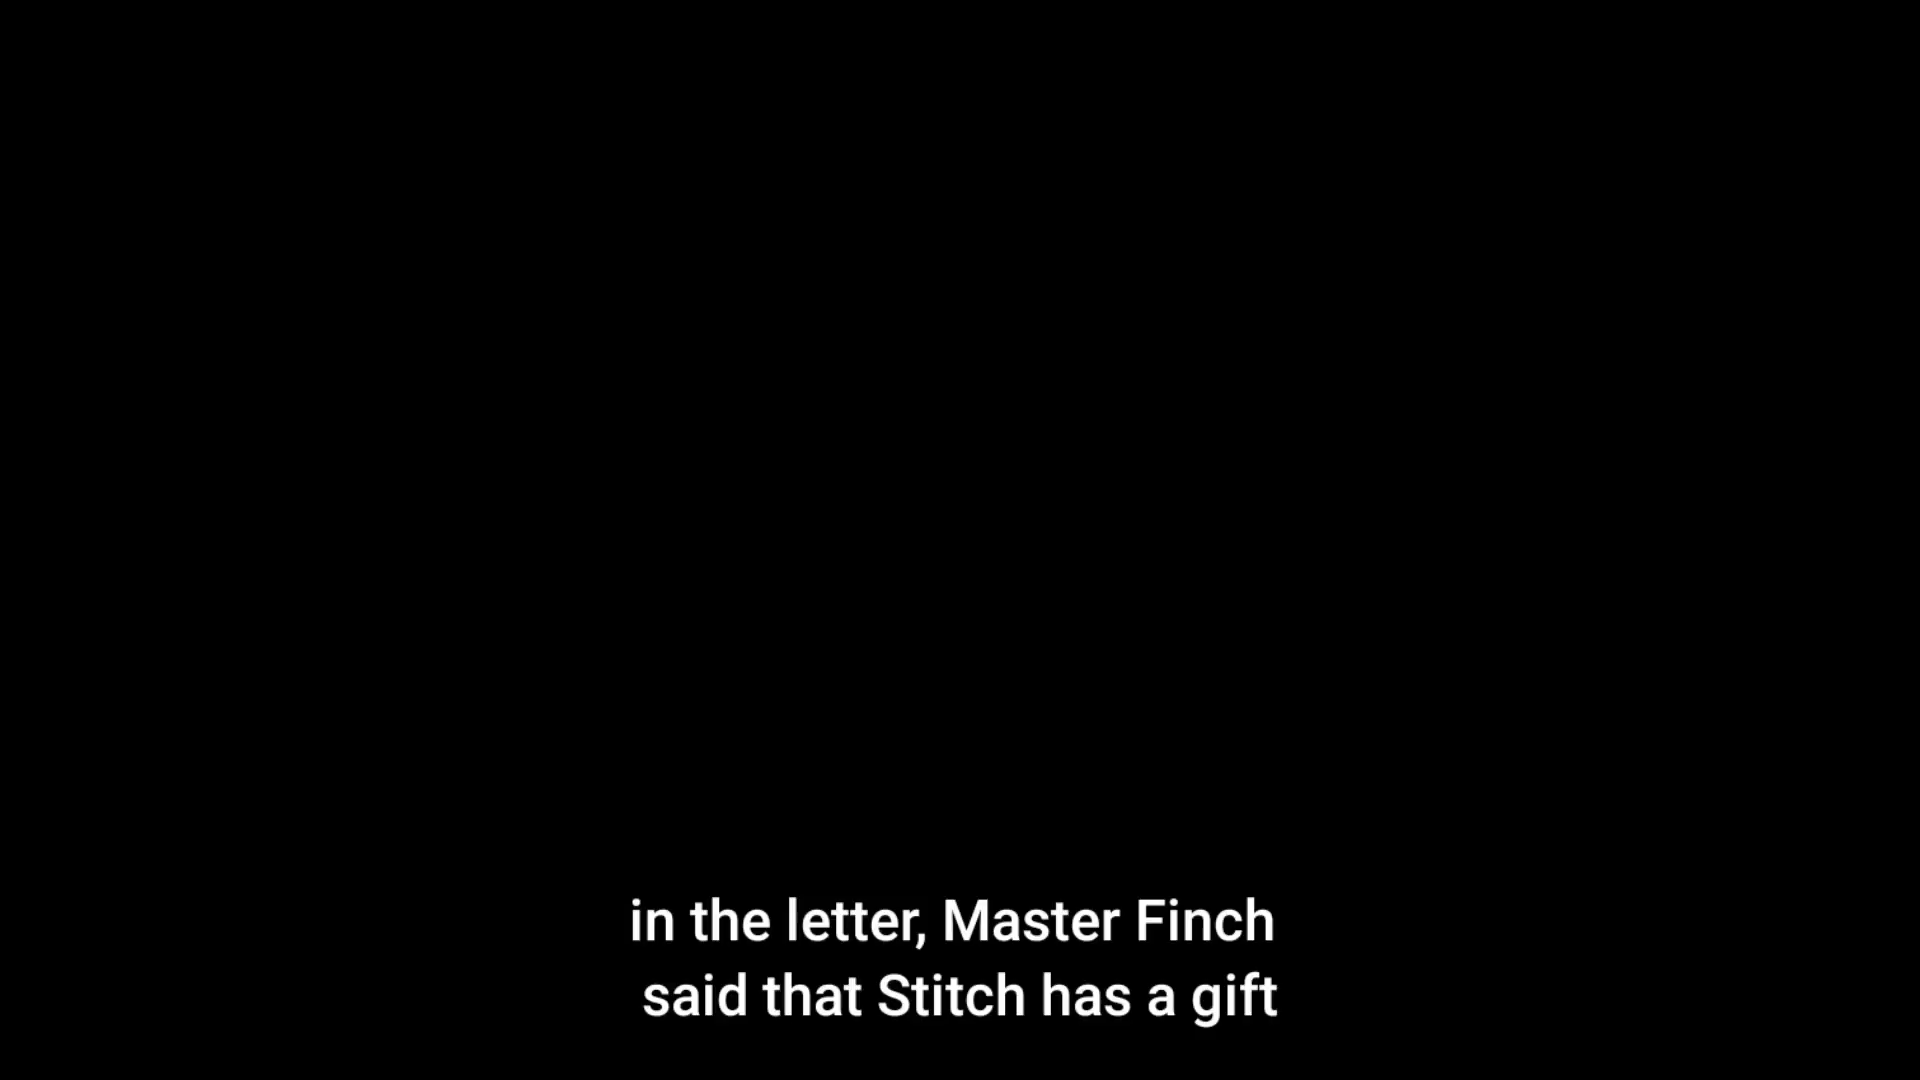 in the letter, Master Finch
said that Stitch has a gift